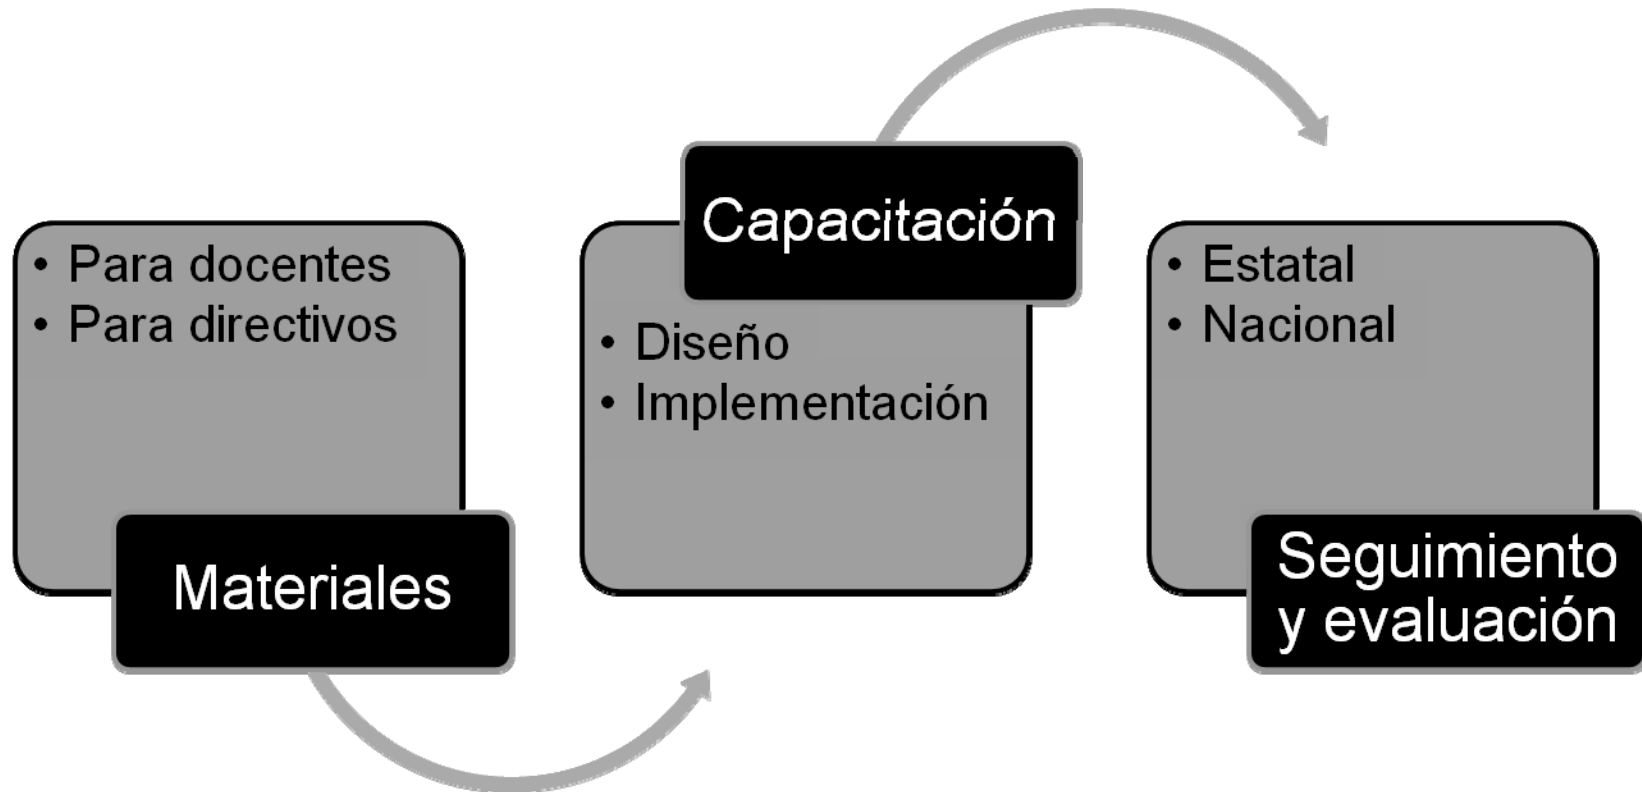 • Para docentes
• Para directivos
Materiales
Capacitación
• Diseño
• Implementación
• Estatal
• Nacional
Seguimiento
y evaluación